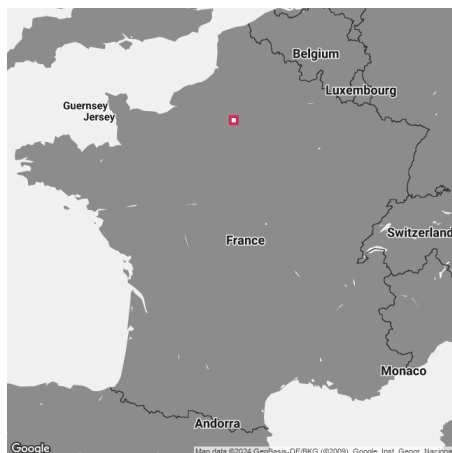 Belgium
Luxembourg
Guernsey
Jersey
Switzerland
France
Monaco
Andorra
Google
Map data ©2024 GeoBasis-DE/BKG (©2009), Google, Inst. Geogr. Naciona